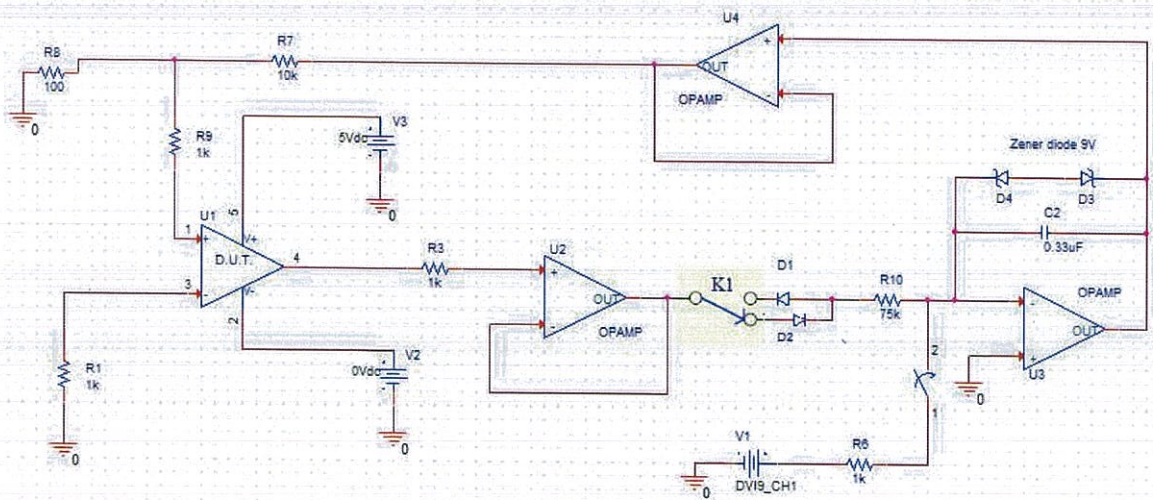 U4
R8
R7
+
OUT
100
10k
-
OPAMP
0
R9
1k
V3
5Vdc
Zener diode 9V
0
D4
D3
U1
5
1
+
V+
D.U.T.
4
C2
0.33uF
3
-
V-
R3
1k
U2
+
OUT
-
OPAMP
K1
D1
D2
R10
75k
OPAMP
-
OUT
+
U3
0
2
V2
0Vdc
2
R1
1k
0
0
1
V1
R6
0
DVI9_CH1
1k